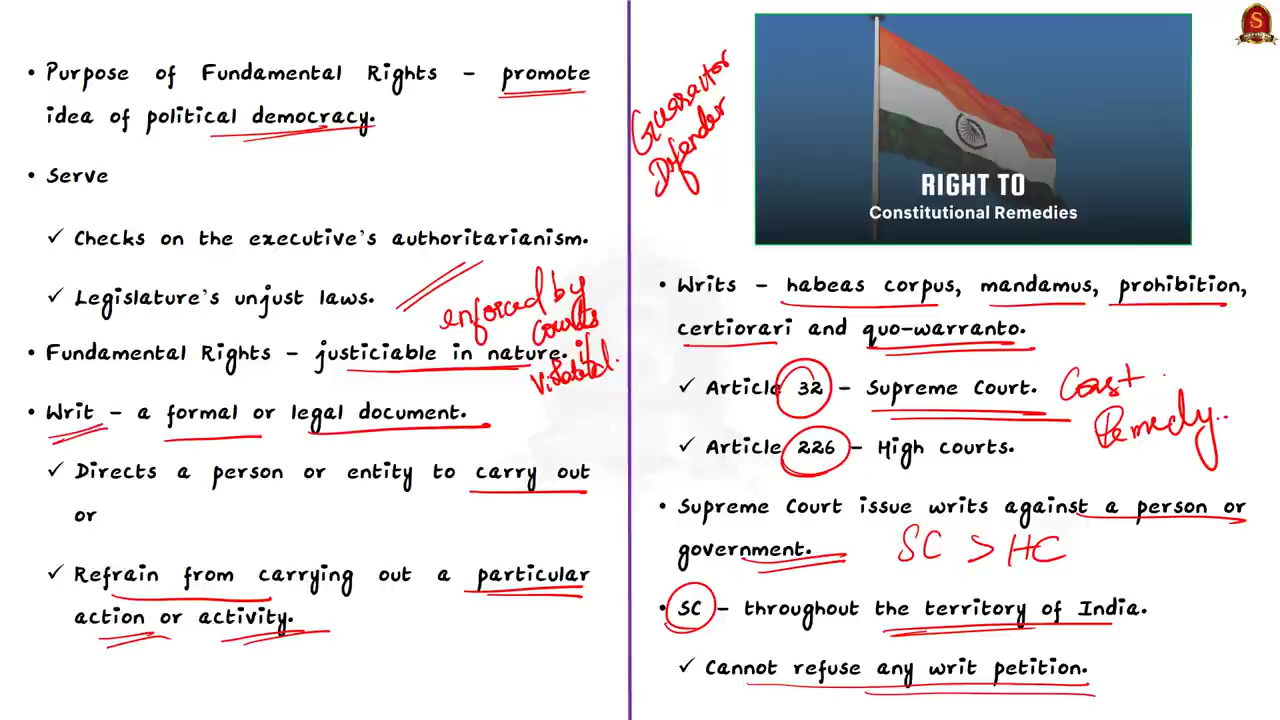 • Purpose of Fundamental Rights - promote
idea of political democracy.
• Serve
✓ Checks on the executive's authoritarianism.
✓ Legislature's unjust laws.
enforced by
courts
if
violated.
• Fundamental Rights - justiciable in nature.
• Writ - a formal or legal document.
✓ Directs a person or entity to carry out
or
✓ Refrain from carrying out a particular
action or activity.
Defender
S
RIGHT TO
Constitutional Remedies
• Writs - habeas corpus, mandamus, prohibition,
certiorari and quo-warranto.
✓ Article 32 - Supreme Court.
Const
Remedy..
✓ Article 226 - High courts.
• Supreme Court issue writs against a person or
government.
SC > HC
• SC - throughout the territory of India.
✓ Cannot refuse any writ petition.